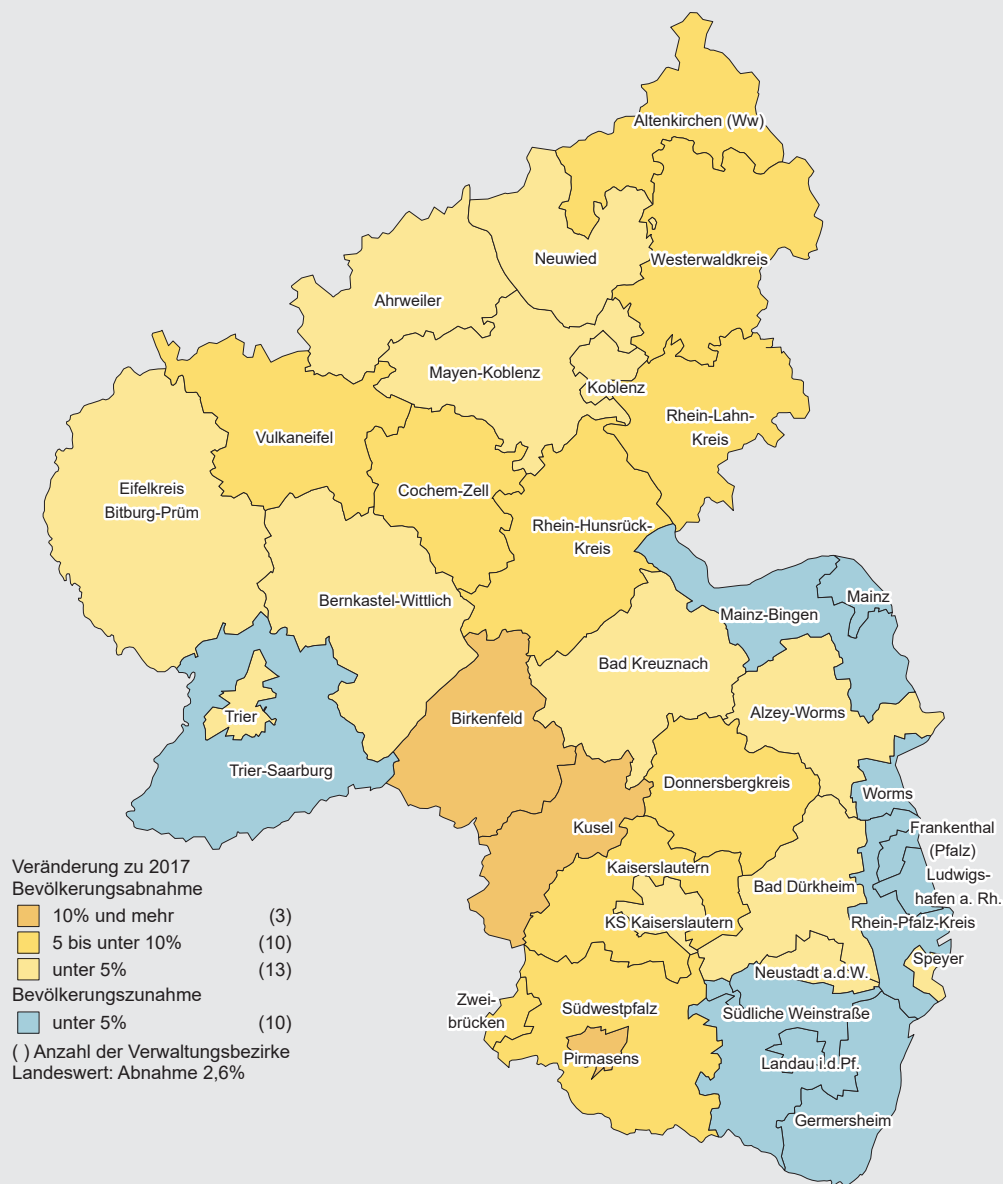 Altenkirchen (Ww)
Neuwied
Westerwaldkreis
Ahrweiler
Mayen-Koblenz
Koblenz
Rhein-Lahn-
Kreis
Vulkaneifel
Cochem-Zell
Eifelkreis
Bitburg-Prüm
Rhein-Hunsrück-
Kreis
Bernkastel-Wittlich
Mainz
Mainz-Bingen
Bad Kreuznach
Birkenfeld
Alzey-Worms
Trier
Trier-Saarburg
Donnersbergkreis
Worms
Kusel
Frankenthal
(Pfalz)
Kaiserslautern
Ludwigs-
hafen a. Rh.
Bad Dürkheim
KS Kaiserslautern
Rhein-Pfalz-Kreis
Speyer
Neustadt a.d.W.
Zwei-
brücken
Südwestpfalz
Südliche Weinstraße
Pirmasens
Landau i.d.Pf.
Germersheim
Veränderung zu 2017
Bevölkerungsabnahme
10% und mehr (3)
5 bis unter 10% (10)
unter 5% (13)
Bevölkerungszunahme
unter 5% (10)
( ) Anzahl der Verwaltungsbezirke
Landeswert: Abnahme 2,6%